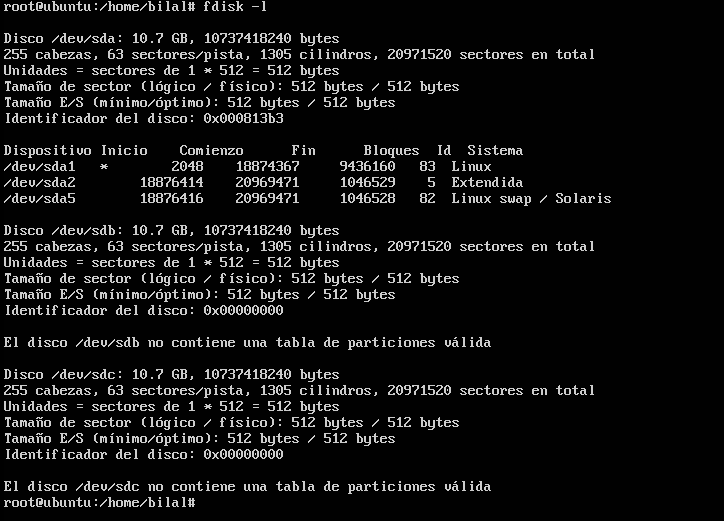 root@ubuntu:/home/bilal# fdisk -l
Disco /dev/sda: 10.7 GB, 10737418240 bytes
255 cabezas, 63 sectores/pista, 1305 cilindros, 20971520 sectores en total
Unidades = sectores de 1 * 512 = 512 bytes
Tamaño de sector (lógico / físico): 512 bytes / 512 bytes
Tamaño E/S (mínimo/óptimo): 512 bytes / 512 bytes
Identificador del disco: 0x000813b3
Dispositivo Inicio    Comienzo      Fin      Bloques  Id  Sistema
/dev/sda1   *        2048    18874367     9436160   83  Linux
/dev/sda2        18876414    20969471     1046529    5  Extendida
/dev/sda5        18876416    20969471     1046528   82  Linux swap / Solaris
Disco /dev/sdb: 10.7 GB, 10737418240 bytes
255 cabezas, 63 sectores/pista, 1305 cilindros, 20971520 sectores en total
Unidades = sectores de 1 * 512 = 512 bytes
Tamaño de sector (lógico / físico): 512 bytes / 512 bytes
Tamaño E/S (mínimo/óptimo): 512 bytes / 512 bytes
Identificador del disco: 0x00000000
El disco /dev/sdb no contiene una tabla de particiones válida
Disco /dev/sdc: 10.7 GB, 10737418240 bytes
255 cabezas, 63 sectores/pista, 1305 cilindros, 20971520 sectores en total
Unidades = sectores de 1 * 512 = 512 bytes
Tamaño de sector (lógico / físico): 512 bytes / 512 bytes
Tamaño E/S (mínimo/óptimo): 512 bytes / 512 bytes
Identificador del disco: 0x00000000
El disco /dev/sdc no contiene una tabla de particiones válida
root@ubuntu:/home/bilal#